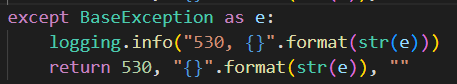 except BaseException as e:
    logging.info("530, {}".format(str(e)))
    return 530, "{}".format(str(e)), ""